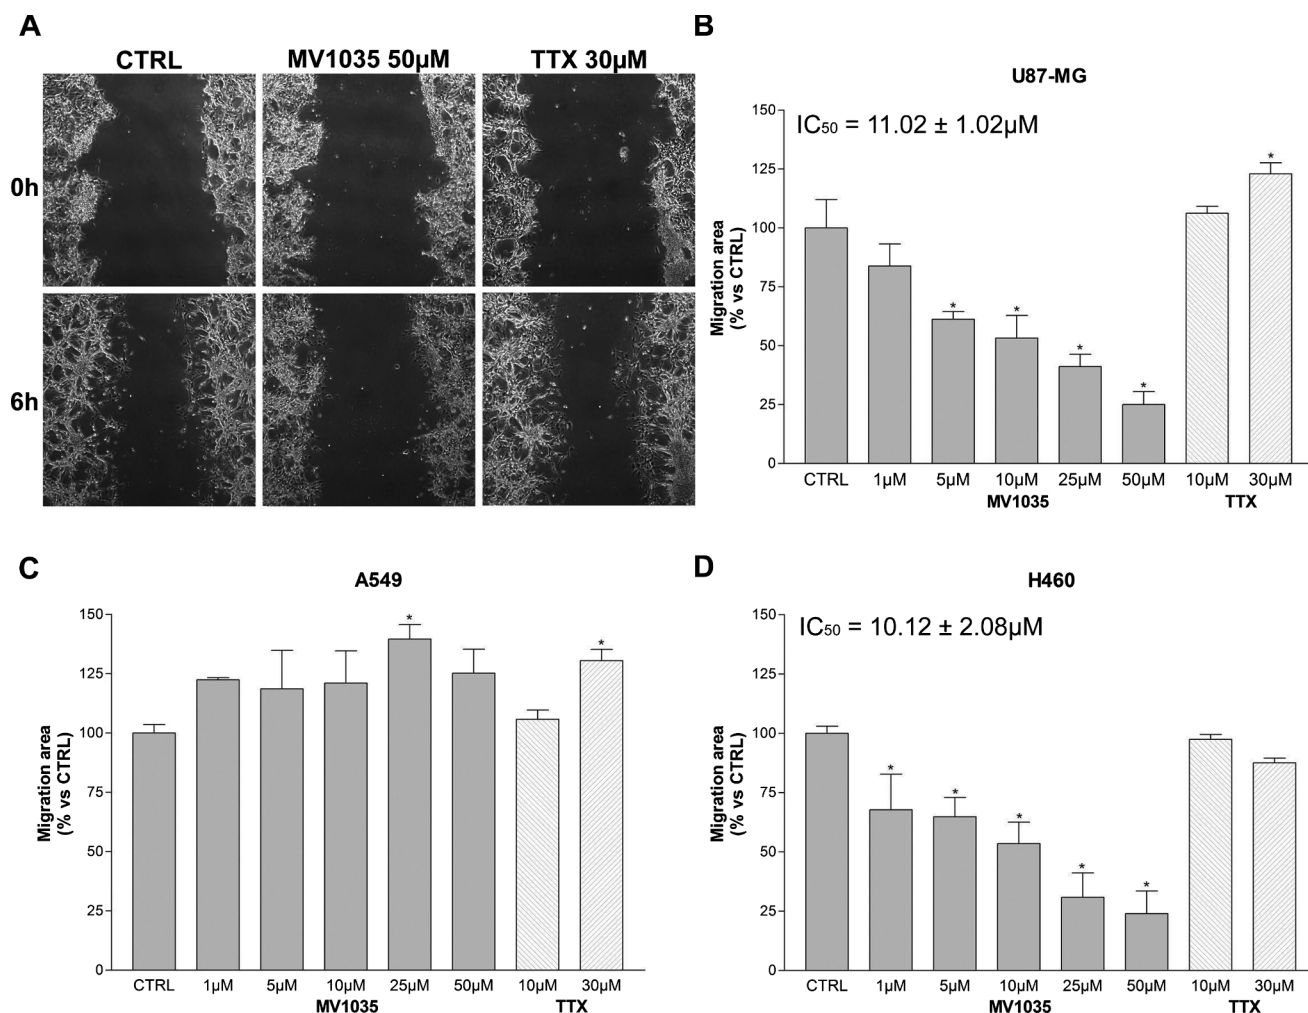 A
CTRL
MV1035 50µM
TTX 30µM
0h
6h
B
U87-MG
IC50 = 11.02 ± 1.02µM
Migration area
(% vs CTRL)
150
125
100
75
50
25
0
* * * * *
CTRL 1µM 5µM 10µM 25µM 50µM 10µM 30µM
MV1035 TTX
C
A549
Migration area
(% vs CTRL)
150
125
100
75
50
25
0
* *
CTRL 1µM 5µM 10µM 25µM 50µM 10µM 30µM
MV1035 TTX
D
H460
IC50 = 10.12 ± 2.08µM
Migration area
(% vs CTRL)
150
125
100
75
50
25
0
* * * * *
CTRL 1µM 5µM 10µM 25µM 50µM 10µM 30µM
MV1035 TTX